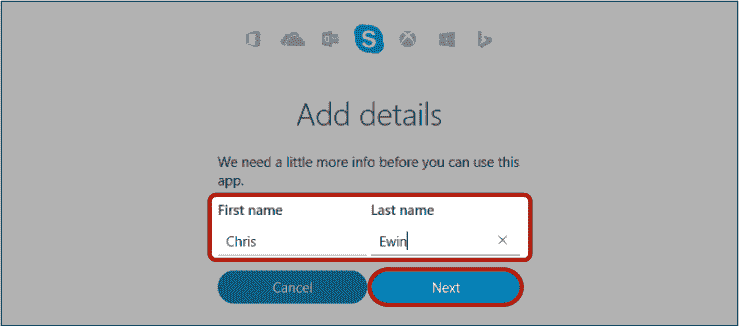 Add details
We need a little more info before you can use this
app.
First name Last name
Chris Ewin
Cancel Next